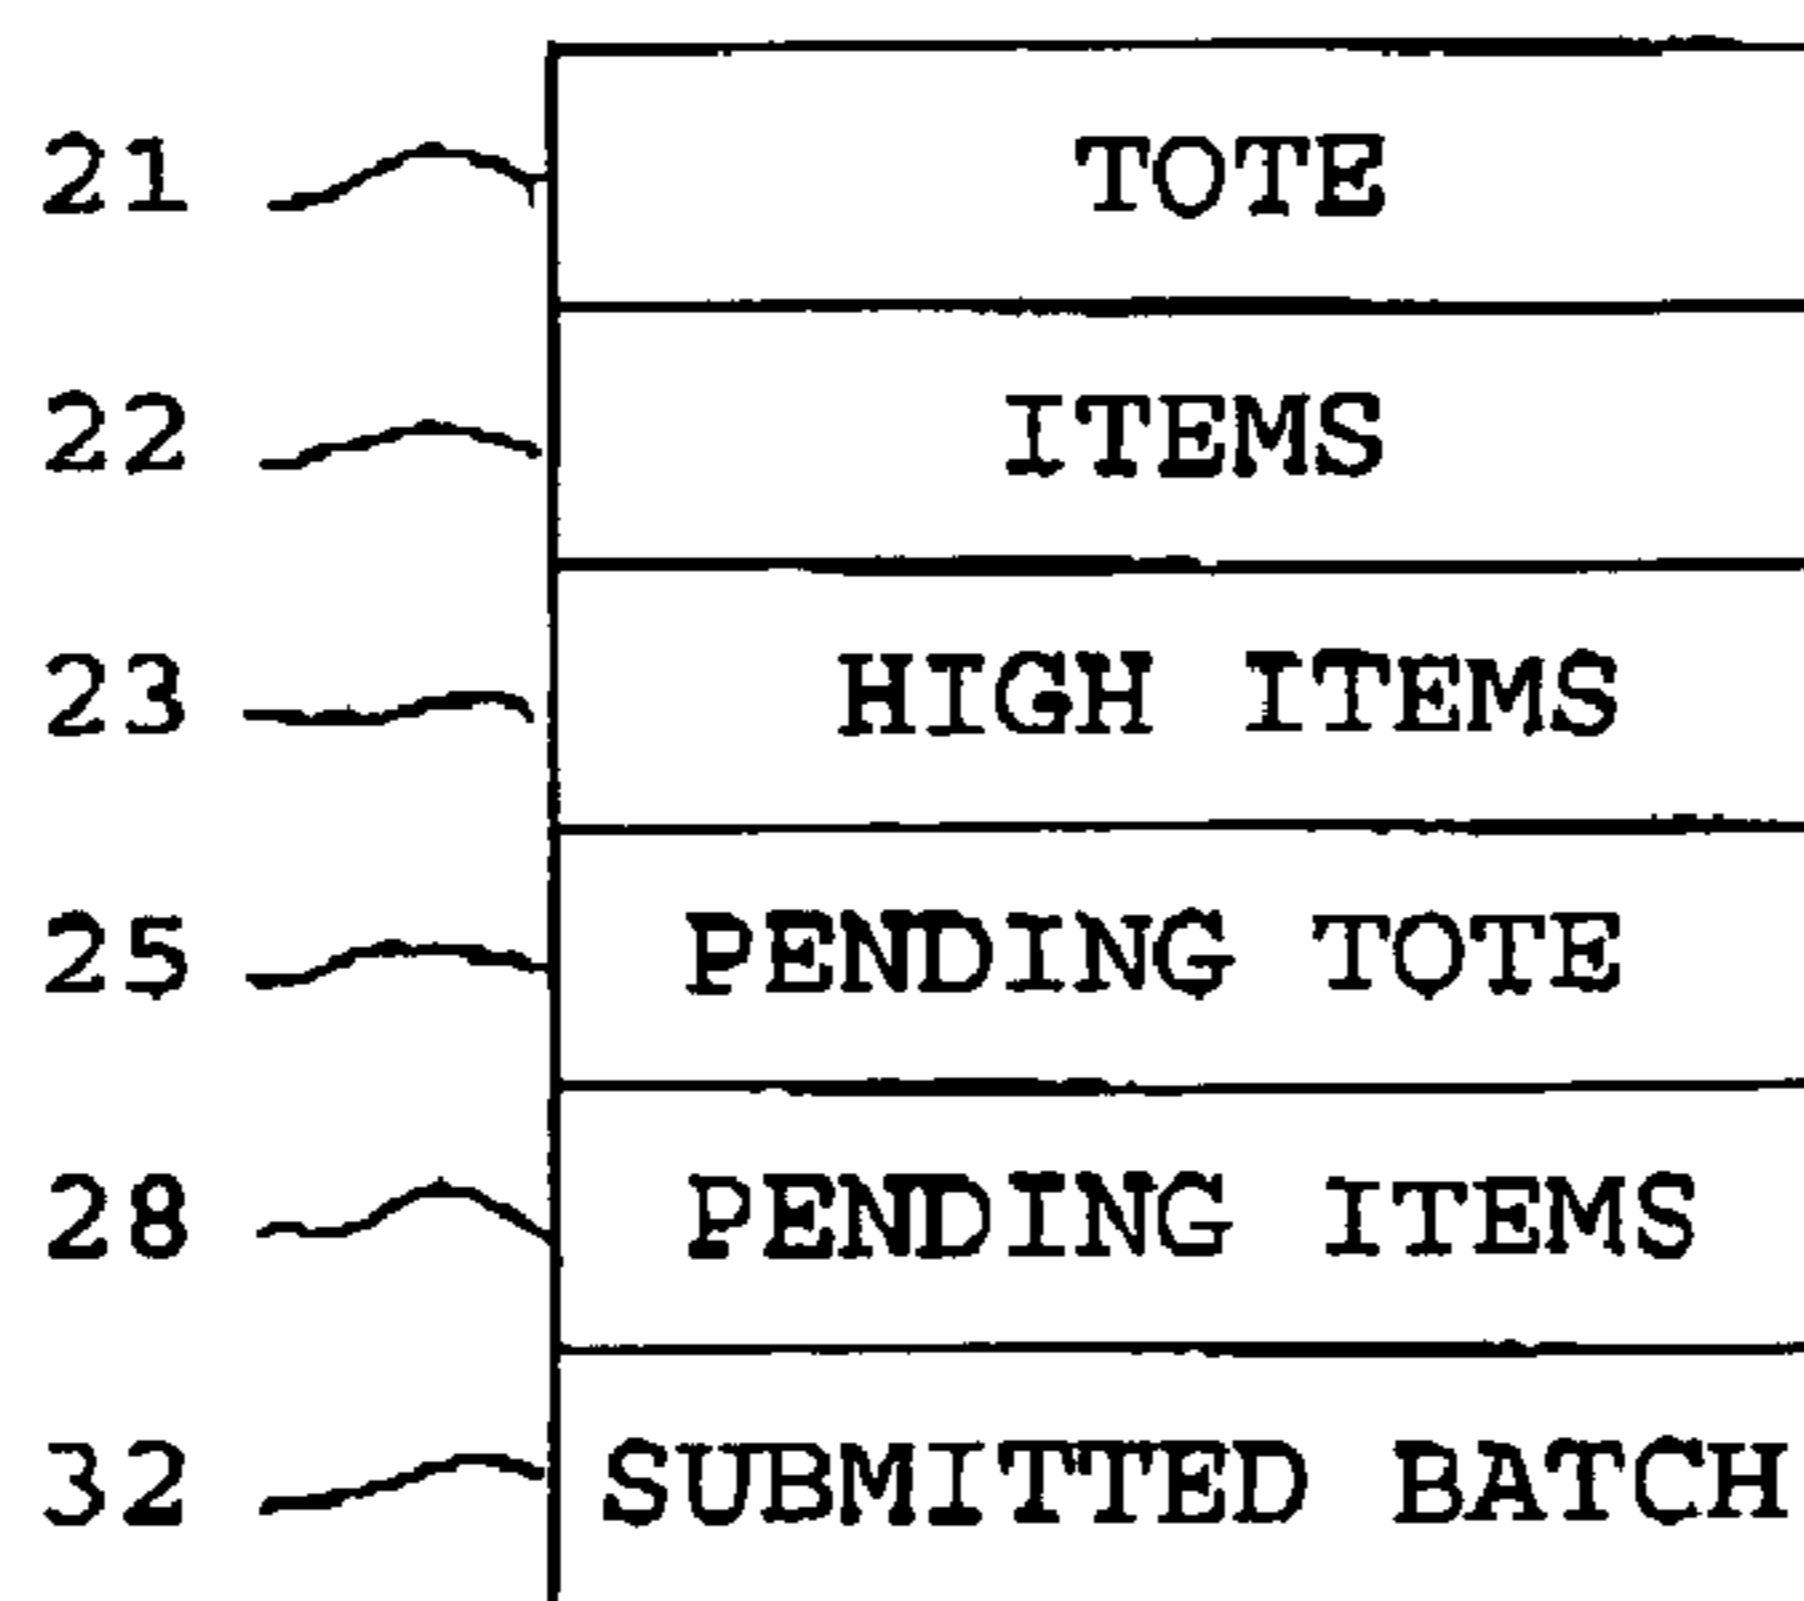 21 TOTE
22 ITEMS
23 HIGH ITEMS
25 PENDING TOTE
28 PENDING ITEMS
32 SUBMITTED BATCH